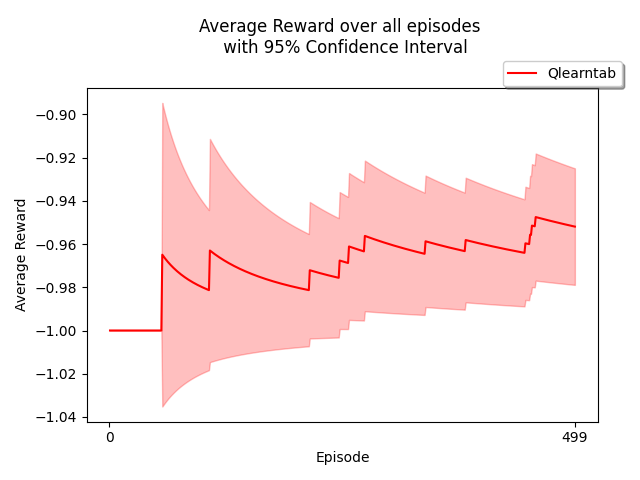 Average Reward over all episodes
with 95% Confidence Interval
Qlearntab
−0.90
−0.92
−0.94
−0.96
−0.98
−1.00
−1.02
−1.04
Average Reward
0
499
Episode